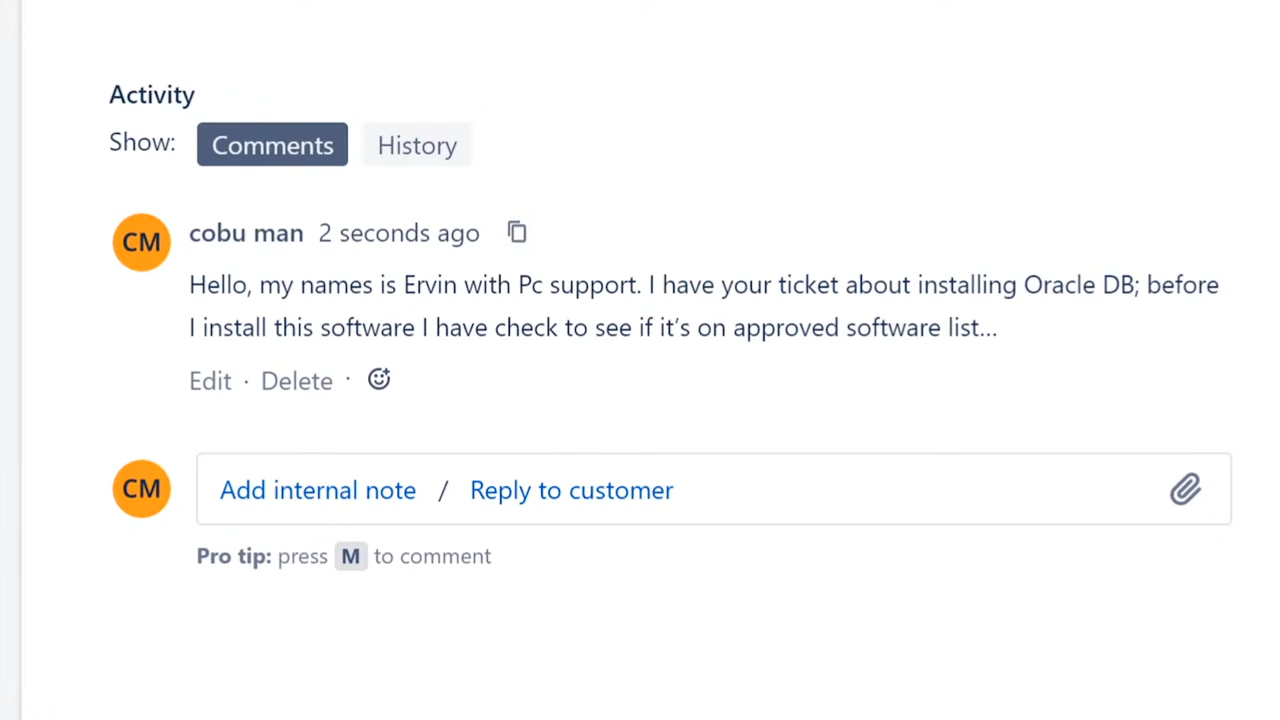 Activity
Show: Comments History
CM cobu man 2 seconds ago
Hello, my names is Ervin with Pc support. I have your ticket about installing Oracle DB; before
I install this software I have check to see if it’s on approved software list...
Edit · Delete ·
CM Add internal note / Reply to customer
Pro tip: press M to comment